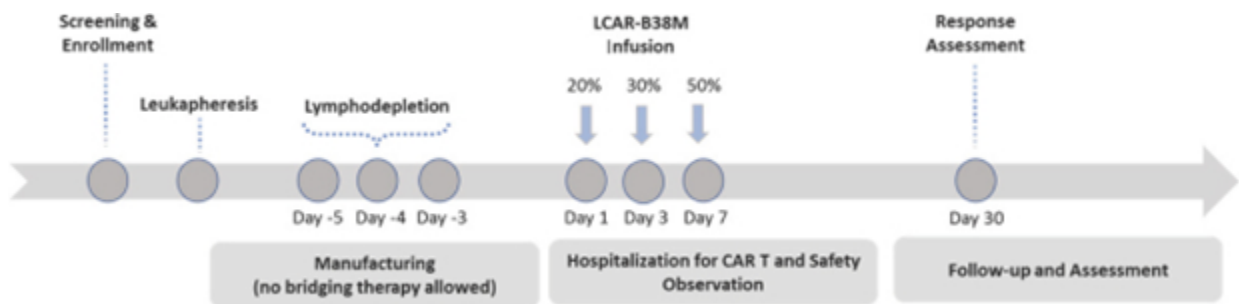 Screening &
Enrollment
Leukapheresis
Lymphodepletion
LCAR-B38M
Infusion
20% 30% 50%
Response
Assessment
Day -5 Day -4 Day -3
Day 1 Day 3 Day 7
Day 30
Manufacturing
(no bridging therapy allowed)
Hospitalization for CAR T and Safety
Observation
Follow-up and Assessment